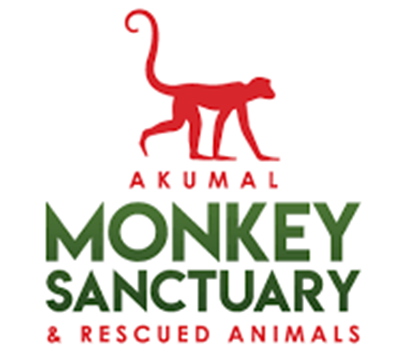 AKUMAL
MONKEY
SANCTUARY
& RESCUED ANIMALS